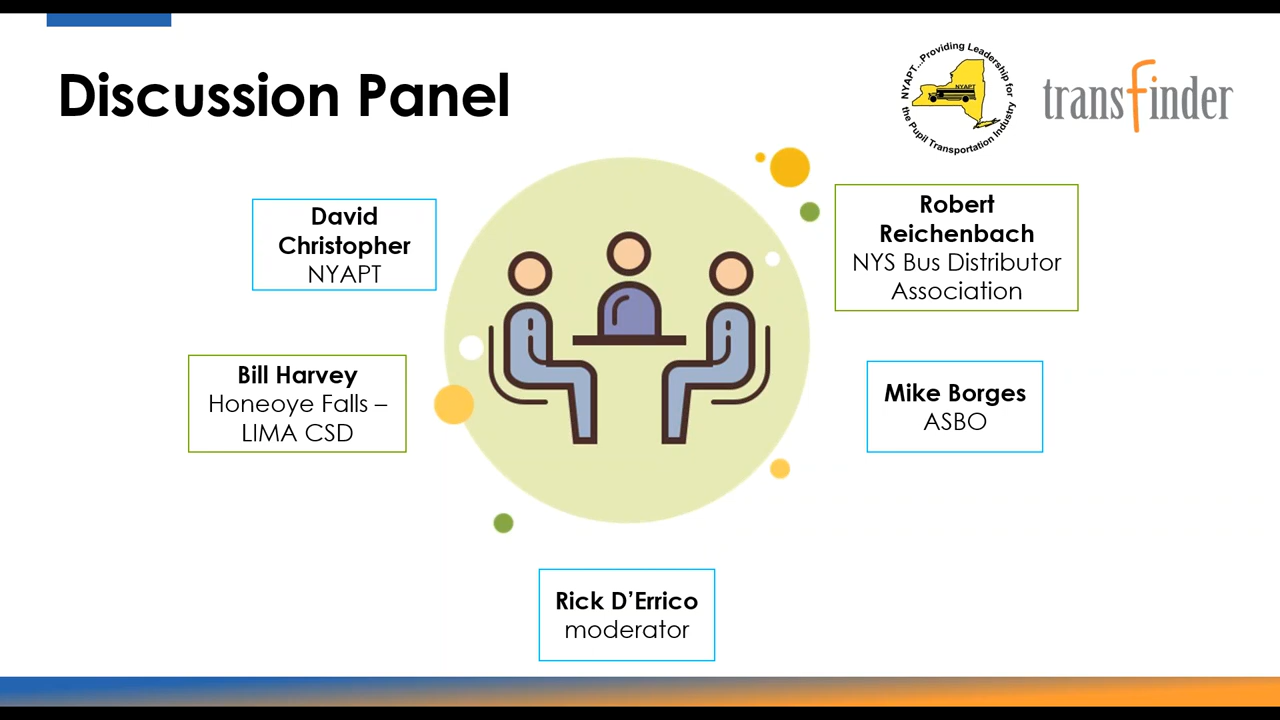 Discussion Panel
NYAPT...Providing Leadership for
the Pupil Transportation Industry
NYAPT
transfinder
David
Christopher
NYAPT
Robert
Reichenbach
NYS Bus Distributor
Association
Bill Harvey
Honeoye Falls –
LIMA CSD
Mike Borges
ASBO
Rick D’Errico
moderator